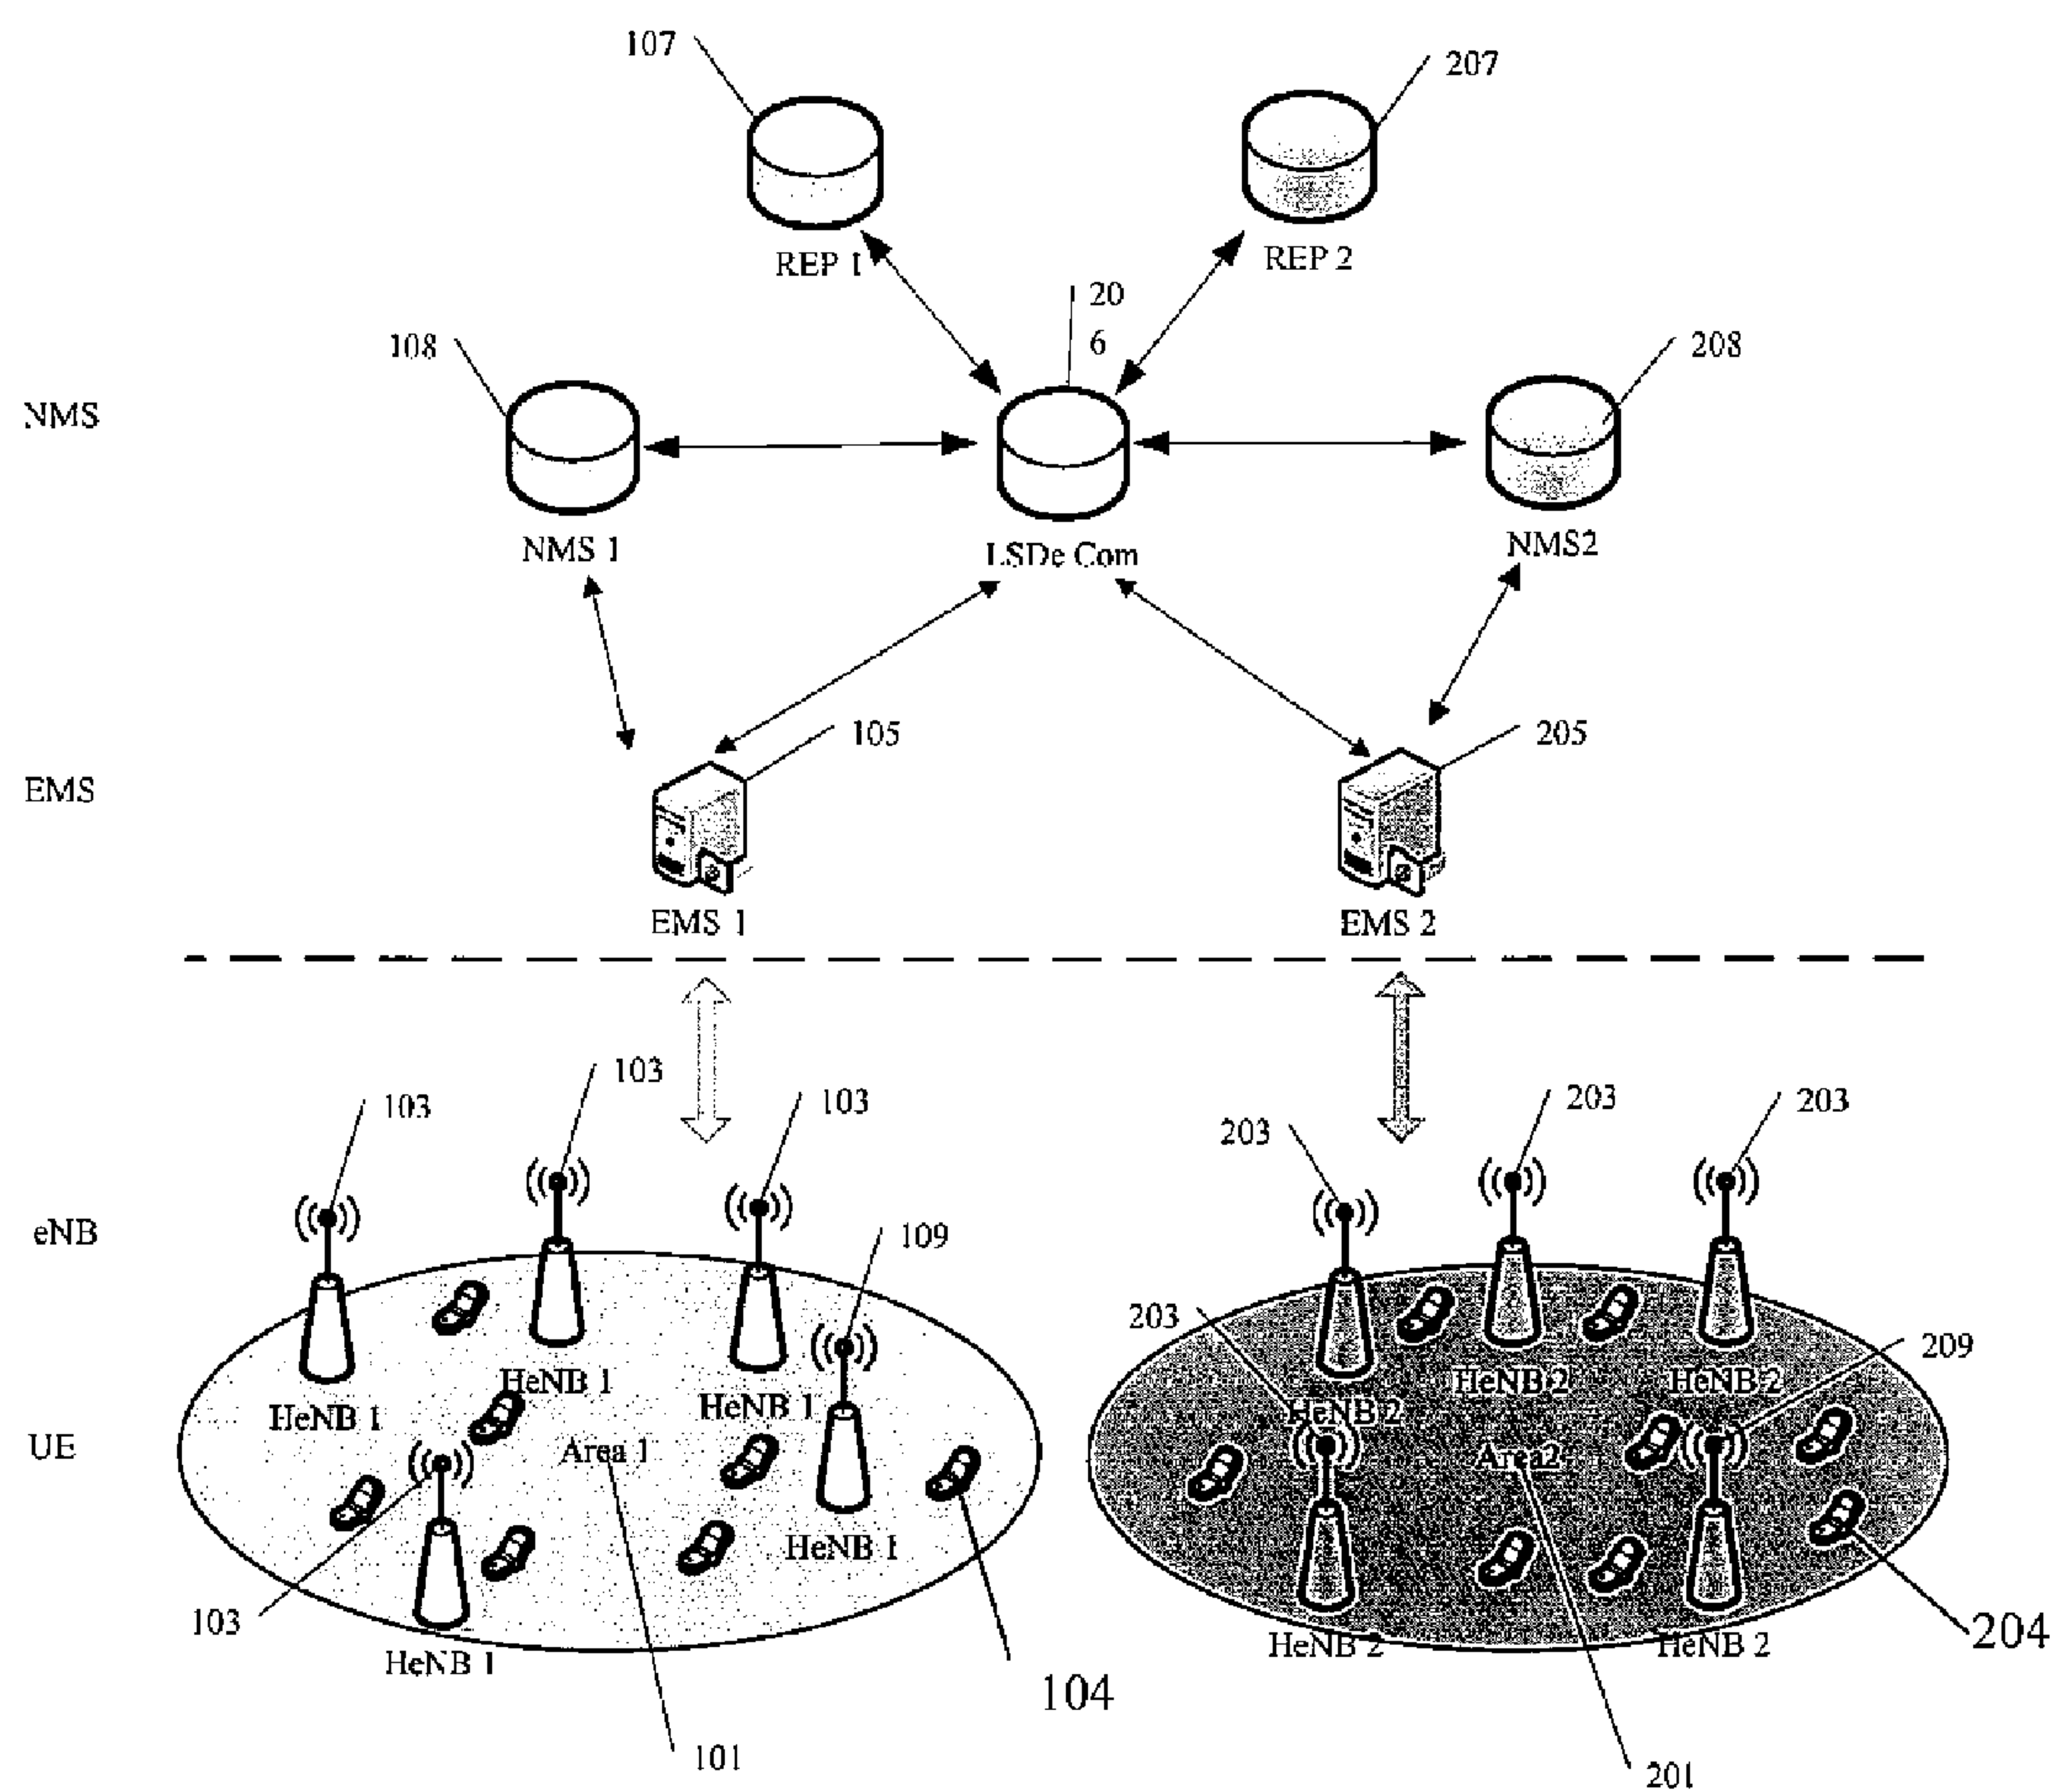 107
207
REP 1
REP 2
20
6
108
208
NMS
NMS 1
LSDe Com
NMS2
105
205
EMS
EMS 1
EMS 2
103
103
103
203
203
203
eNB
109
203
209
HeNB 1
HeNB 1
HeNB 1
HeNB 2
HeNB 2
HeNB 2
UE
Area 1
Area2
HeNB 1
103
HeNB 1
HeNB 2
HeNB 2
204
104
101
201